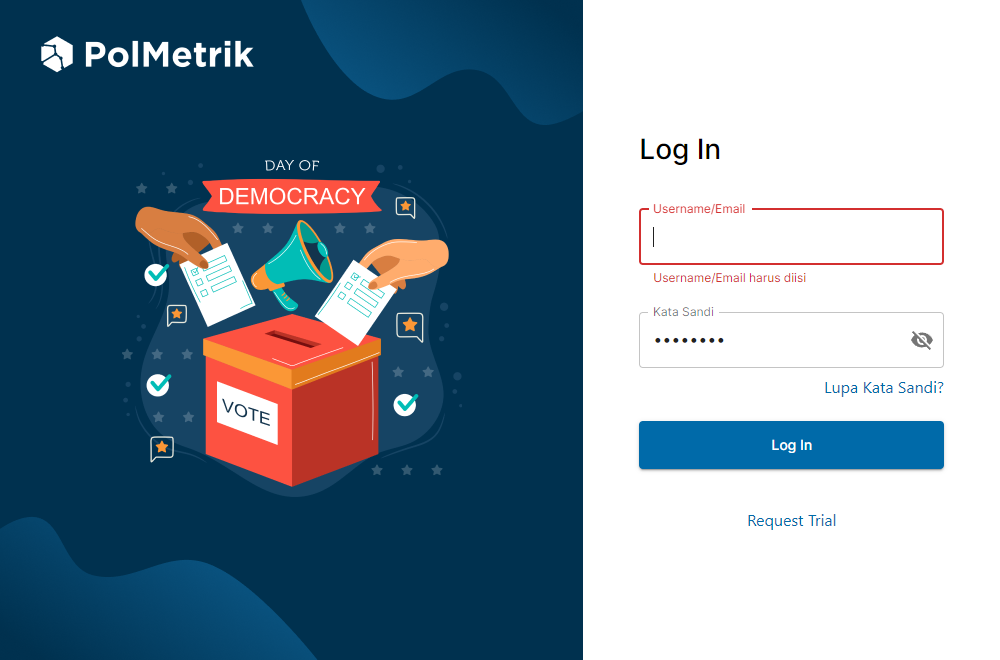 PolMetrik
DAY OF
DEMOCRACY
VOTE
Log In
Username/Email
Username/Email harus diisi
Kata Sandi
••••••••
Lupa Kata Sandi?
Log In
Request Trial